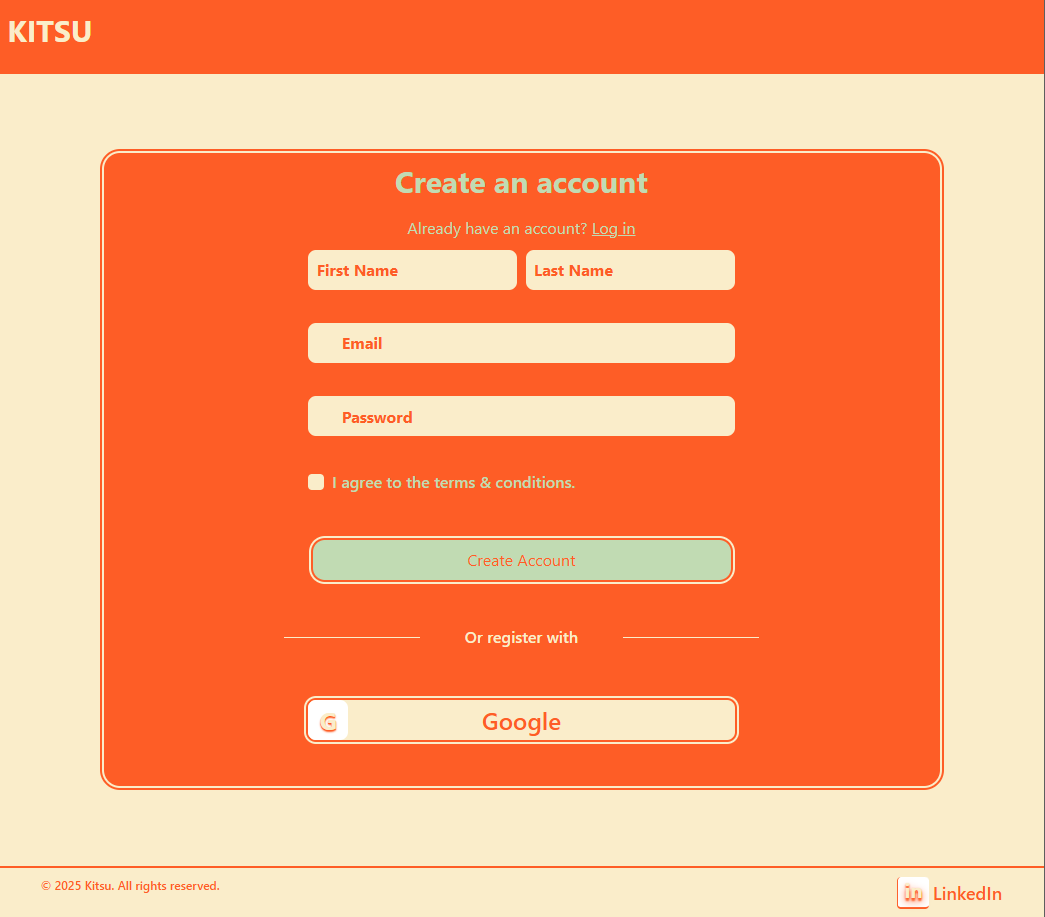 KITSU
Create an account
Already have an account? Log in
First Name Last Name
Email
Password
I agree to the terms & conditions.
Create Account
Or register with
G Google
© 2025 Kitsu. All rights reserved.
in LinkedIn